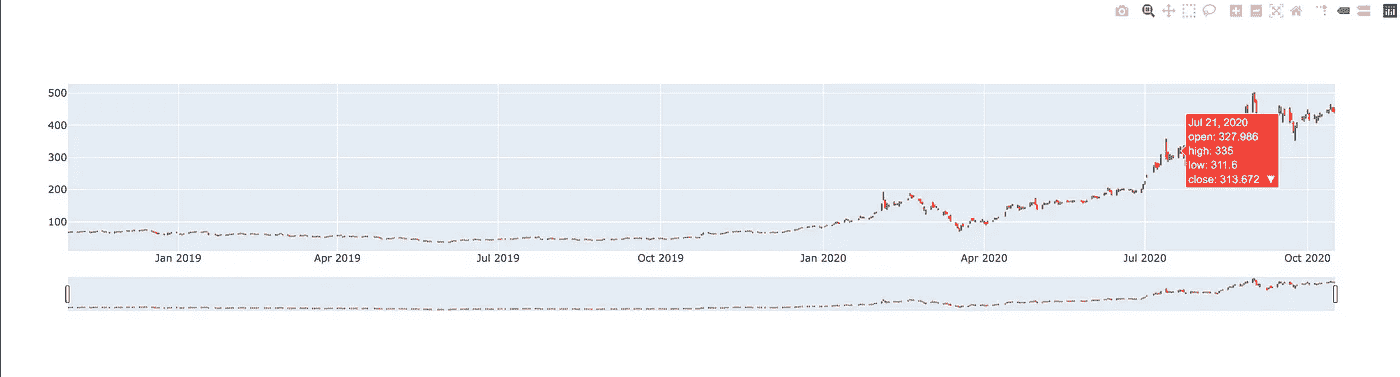 500
400
300
200
100
Jul 21, 2020
open: 327.986
high: 335
low: 311.6
close: 313.672 ▼
Jan 2019
Apr 2019
Jul 2019
Oct 2019
Jan 2020
Apr 2020
Jul 2020
Oct 2020